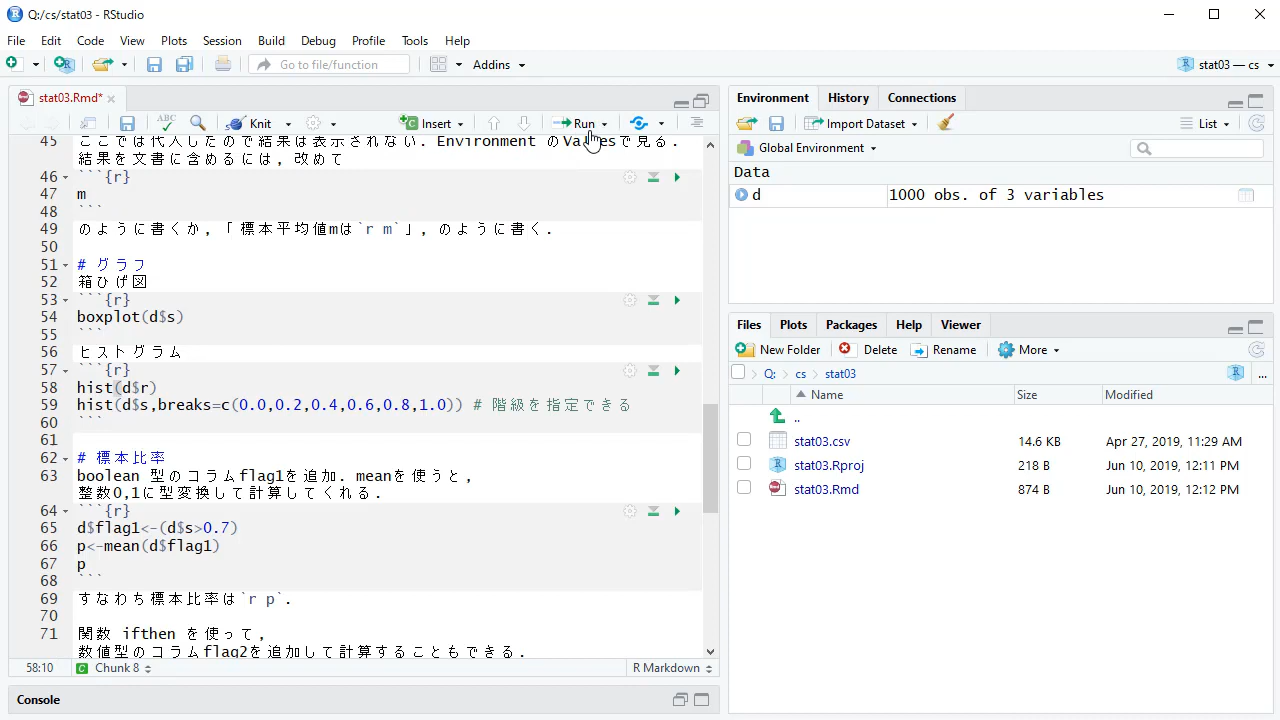 Q:/cs/stat03 - RStudio
File Edit Code View Plots Session Build Debug Profile Tools Help
Go to file/function
Addins
stat03 — cs
stat03.Rmd*
Knit
Insert
Run
45 ここでは代入したので結果は表示されない. Environment のValuesで見る.
結果を文書に含めるには, 改めて
46 ```{r}
47 m
48 ```
49 のように書くか,「標本平均値mは`r m`」, のように書く.
50
51 # グラフ
52 箱ひげ図
53 ```{r}
54 boxplot(d$s)
55 ```
56 ヒストグラム
57 ```{r}
58 hist(d$r)
59 hist(d$s,breaks=c(0.0,0.2,0.4,0.6,0.8,1.0)) # 階級を指定できる
60 ```
61
62 # 標本比率
63 boolean 型のコラムflag1を追加. meanを使うと,
整数0,1に型変換して計算してくれる.
64 ```{r}
65 d$flag1<-(d$s>0.7)
66 p<-mean(d$flag1)
67 p
68 ```
69 すなわち標本比率は`r p`.
70
71 関数 ifthen を使って,
数値型のコラムflag2を追加して計算することもできる.
58:10 Chunk 8 R Markdown
Console
Environment History Connections
Import Dataset List
Global Environment
Data
d 1000 obs. of 3 variables
Files Plots Packages Help Viewer
New Folder Delete Rename More
Q: cs stat03
Name Size Modified
..
stat03.csv 14.6 KB Apr 27, 2019, 11:29 AM
stat03.Rproj 218 B Jun 10, 2019, 12:11 PM
stat03.Rmd 874 B Jun 10, 2019, 12:12 PM